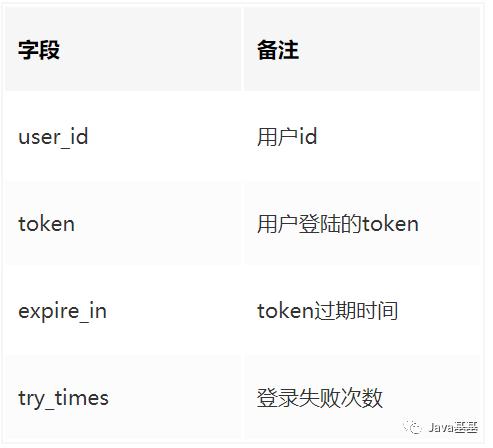 字段 备注
user_id 用户id
token 用户登陆的token
expire_in token过期时间
try_times 登录失败次数
Java基基